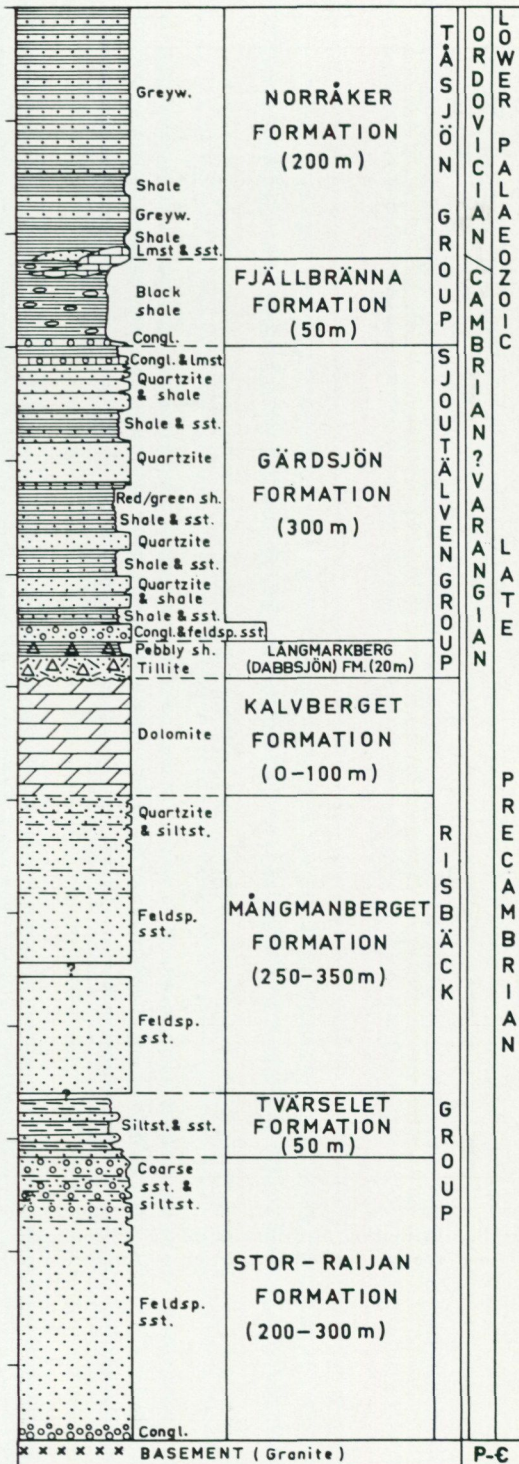 Greyw.
Shale
Greyw.
Shale
Lmst & sst.
Black
shale
Congl.
Congl.& lmst
Quartzite
& shale
Shale & sst.
Quartzite
Red/green sh.
Shale & sst.
Quartzite
Shale & sst.
Quartzite
& shale
Shale & sst.
Congl.&feldsp. sst.
Pebbly sh.
Tillite
Dolomite
Quartzite
& siltst.
Feldsp.
sst.
?
Feldsp.
sst.
?
Siltst.& sst.
Coarse
sst. &
siltst.
Feldsp.
sst.
Congl.
NORRÅKER
FORMATION
(200 m)
FJÄLLBRÄNNA
FORMATION
(50m)
GÄRDSJÖN
FORMATION
(300 m)
LÅNGMARKBERG
(DABBSJÖN) FM.(20m)
KALVBERGET
FORMATION
(0-100 m)
MÅNGMANBERGET
FORMATION
(250-350 m)
TVÄRSELET
FORMATION
(50 m)
STOR-RAIJAN
FORMATION
(200-300 m)
TÅSJÖN GROUP
SJOUTÄLVEN GROUP
RISBÄCK GROUP
ORDOVICIAN
CAMBRIAN ? VARANGIAN
LOWER PALAEOZOIC
LATE PRECAMBRIAN
BASEMENT (Granite)
P-Є